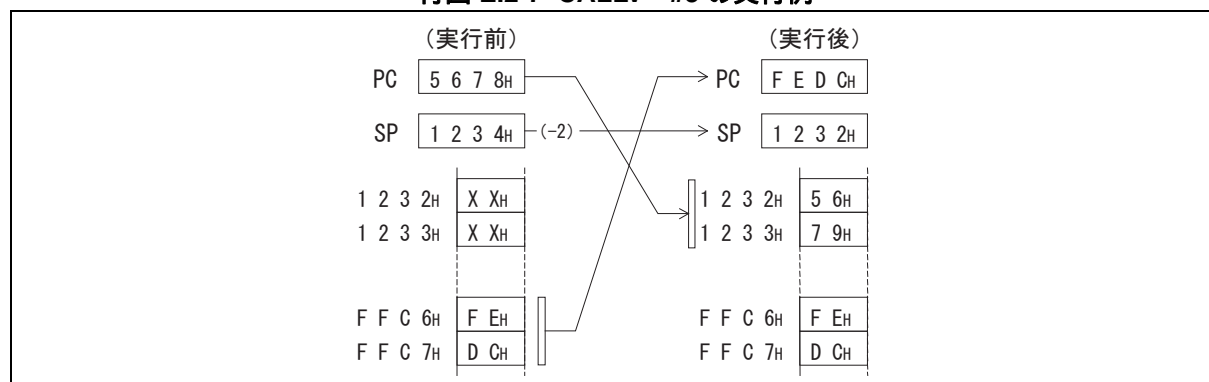 (実行前) (実行後)
PC 5 6 7 8H PC F E D CH
SP 1 2 3 4H (-2) SP 1 2 3 2H
1 2 3 2H X XH 1 2 3 2H 5 6H
1 2 3 3H X XH 1 2 3 3H 7 9H
F F C 6H F EH F F C 6H F EH
F F C 7H D CH F F C 7H D CH